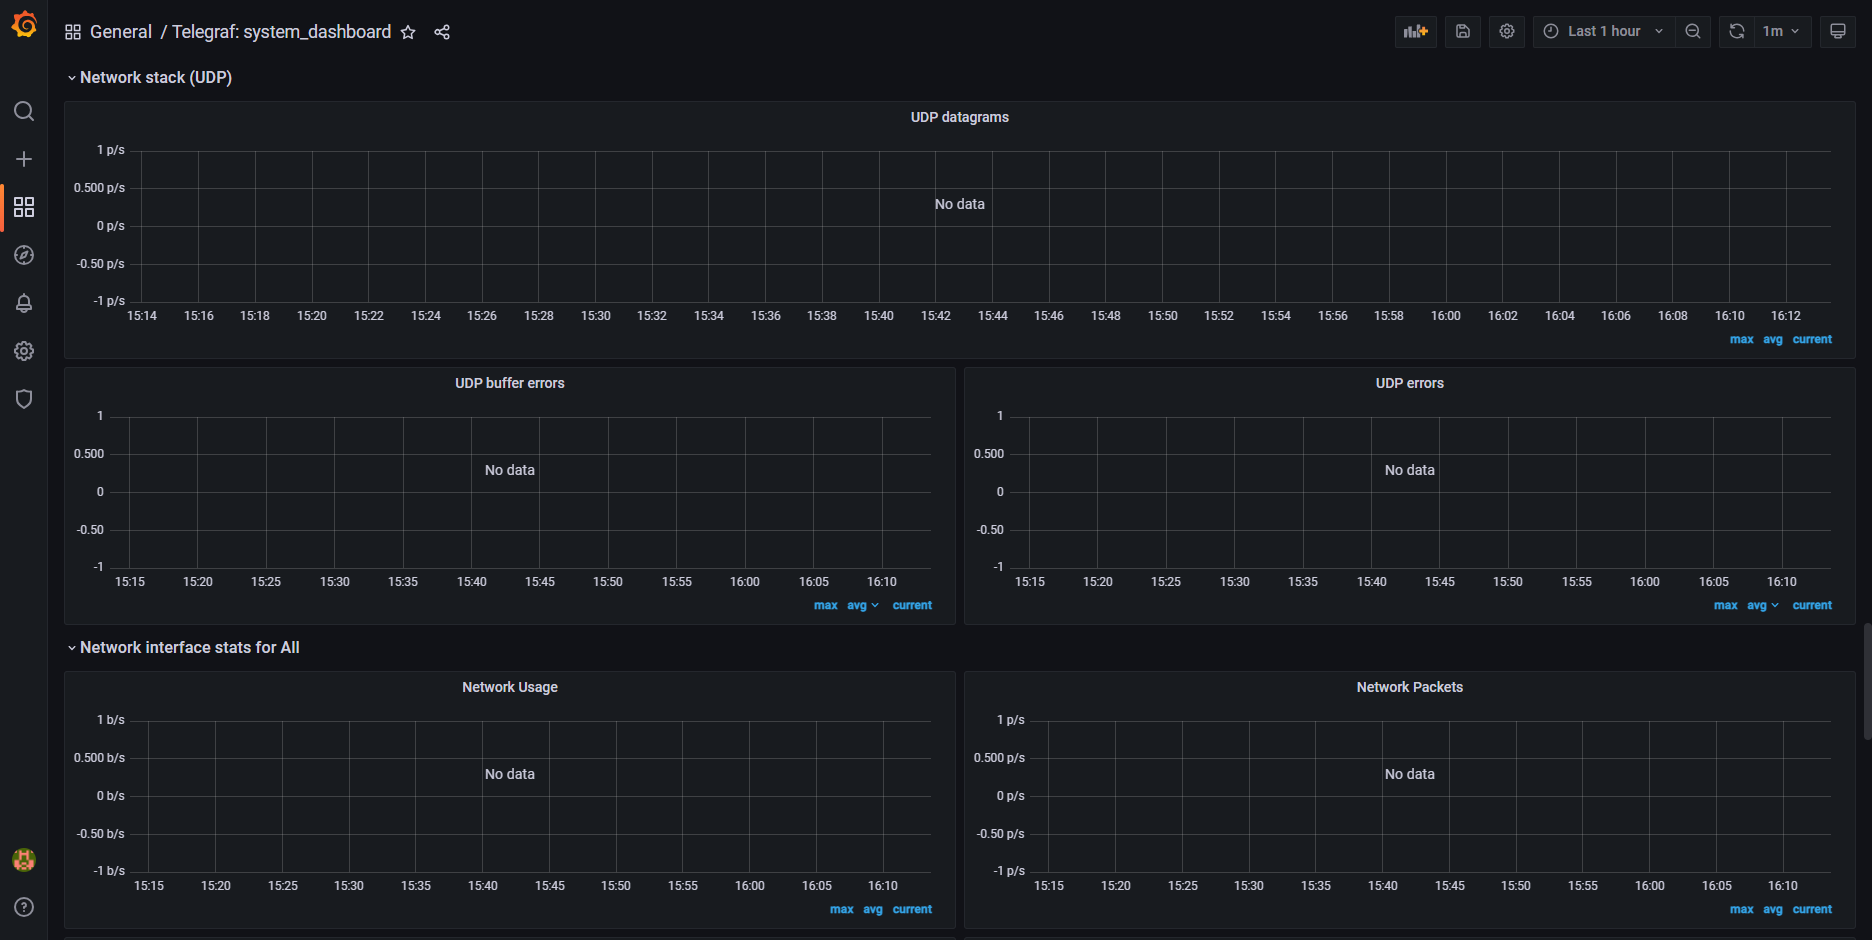 General / Telegraf: system_dashboard
Last 1 hour
1m
Network stack (UDP)
UDP datagrams
1 p/s
0.500 p/s
0 p/s
-0.50 p/s
-1 p/s
No data
15:14 15:16 15:18 15:20 15:22 15:24 15:26 15:28 15:30 15:32 15:34 15:36 15:38 15:40 15:42 15:44 15:46 15:48 15:50 15:52 15:54 15:56 15:58 16:00 16:02 16:04 16:06 16:08 16:10 16:12
max avg current
UDP buffer errors
1
0.500
0
-0.50
-1
No data
15:15 15:20 15:25 15:30 15:35 15:40 15:45 15:50 15:55 16:00 16:05 16:10
max avg current
UDP errors
1
0.500
0
-0.50
-1
No data
15:15 15:20 15:25 15:30 15:35 15:40 15:45 15:50 15:55 16:00 16:05 16:10
max avg current
Network interface stats for All
Network Usage
1 b/s
0.500 b/s
0 b/s
-0.50 b/s
-1 b/s
No data
15:15 15:20 15:25 15:30 15:35 15:40 15:45 15:50 15:55 16:00 16:05 16:10
max avg current
Network Packets
1 p/s
0.500 p/s
0 p/s
-0.50 p/s
-1 p/s
No data
15:15 15:20 15:25 15:30 15:35 15:40 15:45 15:50 15:55 16:00 16:05 16:10
max avg current